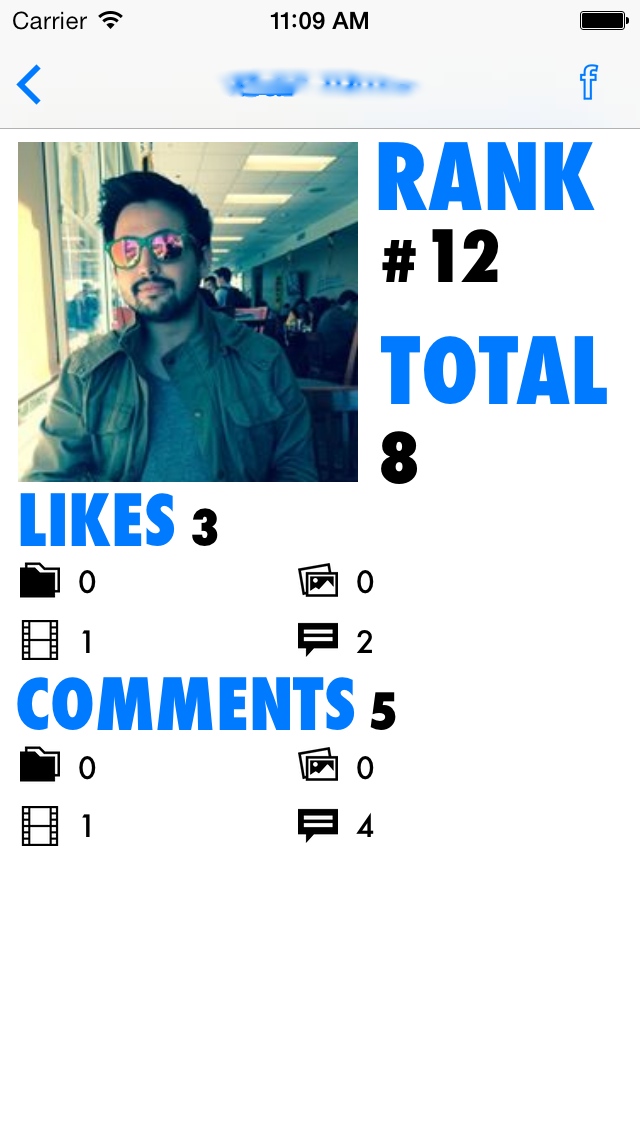 Carrier 11:09 AM
f
RANK
# 12
TOTAL
8
LIKES 3
0 0
1 2
COMMENTS 5
0 0
1 4